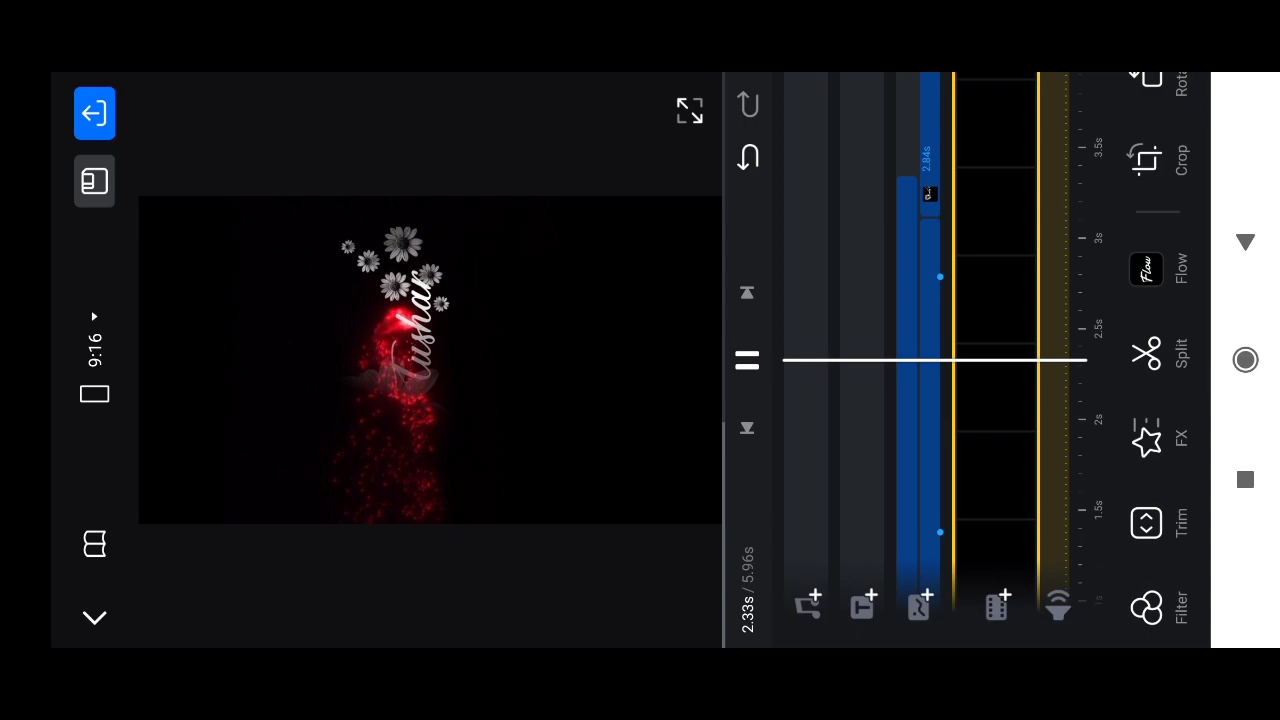 9:16
Tushar
2.33s / 5.96s
2.84s
1s
1.5s
2s
2.5s
3s
3.5s
Filter
Trim
FX
Split
Flow
Flow
Crop